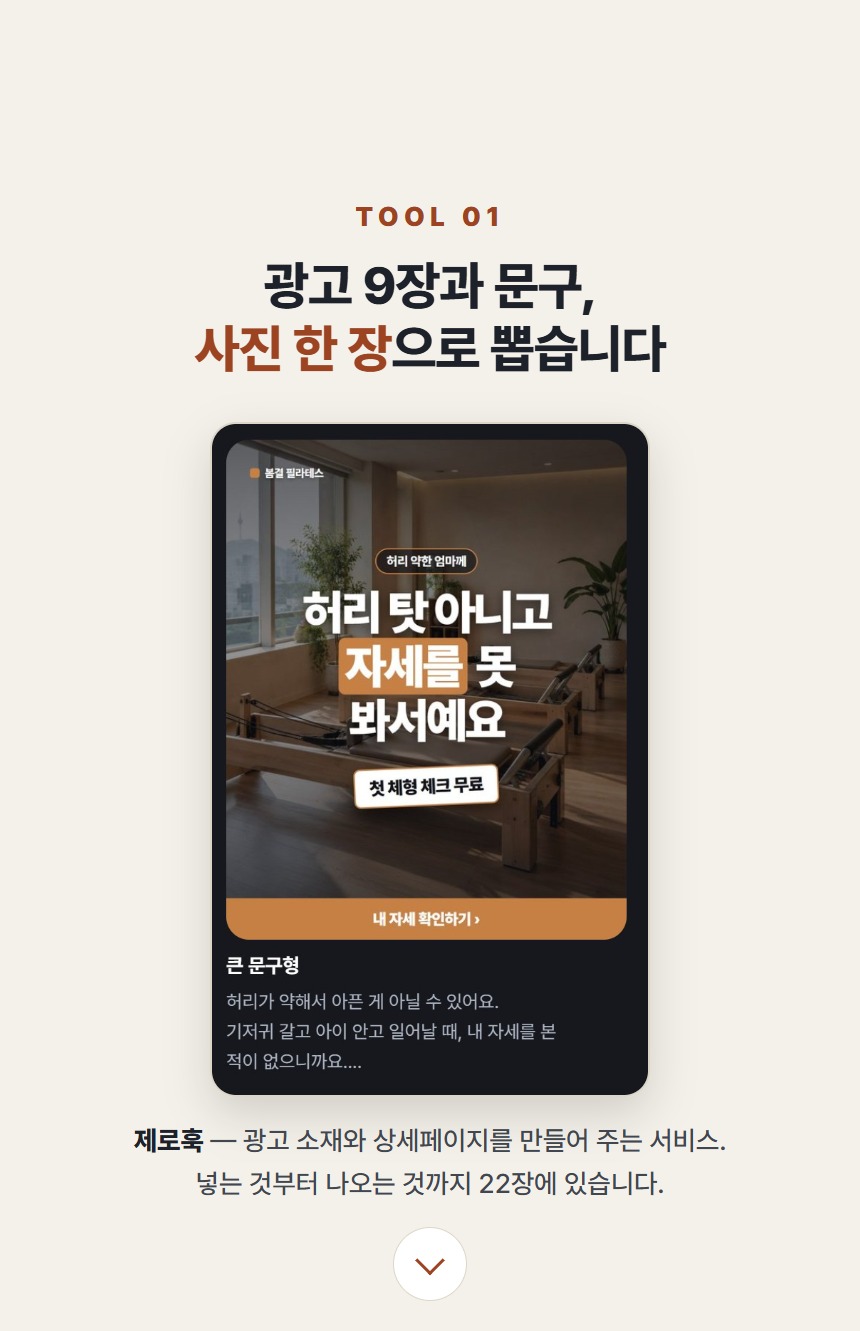 TOOL 01
광고 9장과 문구,
사진 한 장으로 뽑습니다
봄결 필라테스
허리 약한 엄마께
허리 탓 아니고
자세를 못
봐서예요
첫 체형 체크 무료
내 자세 확인하기 ›
큰 문구형
허리가 약해서 아픈 게 아닐 수 있어요.
기저귀 갈고 아이 안고 일어날 때, 내 자세를 본
적이 없으니까요....
제로훅 — 광고 소재와 상세페이지를 만들어 주는 서비스.
넣는 것부터 나오는 것까지 22장에 있습니다.